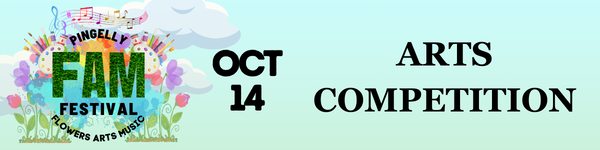 PINGELLY
FAM
FESTIVAL
FLOWERS ARTS MUSIC
OCT
14
ARTS
COMPETITION